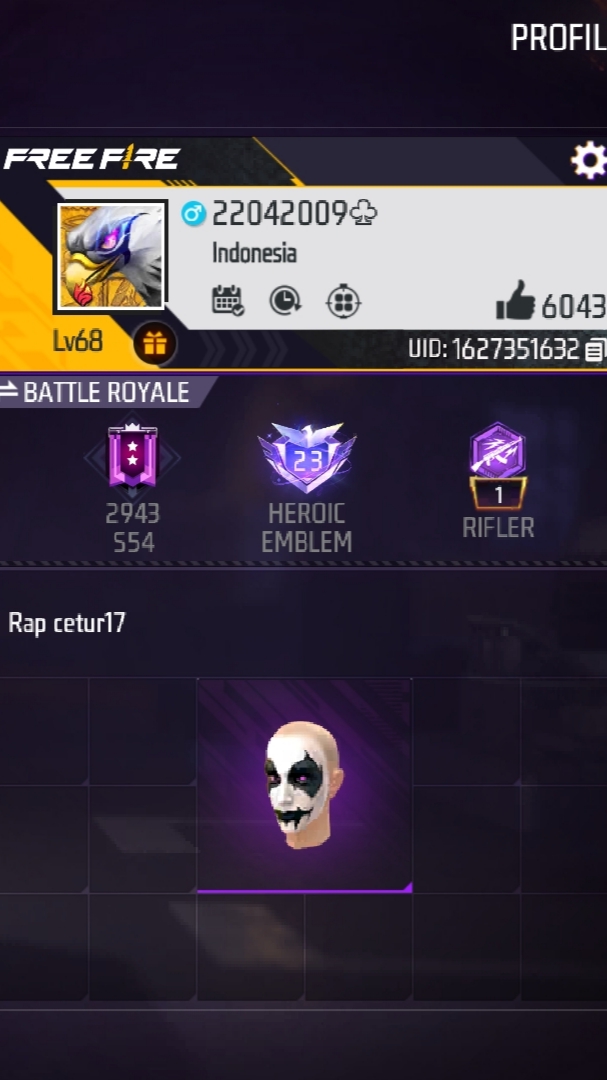 PROFIL
FREE FIRE
22042009♧
Indonesia
6043
Lv68
UID: 1627351632
BATTLE ROYALE
23
1
2943
S54
HEROIC
EMBLEM
RIFLER
Rap cetur17